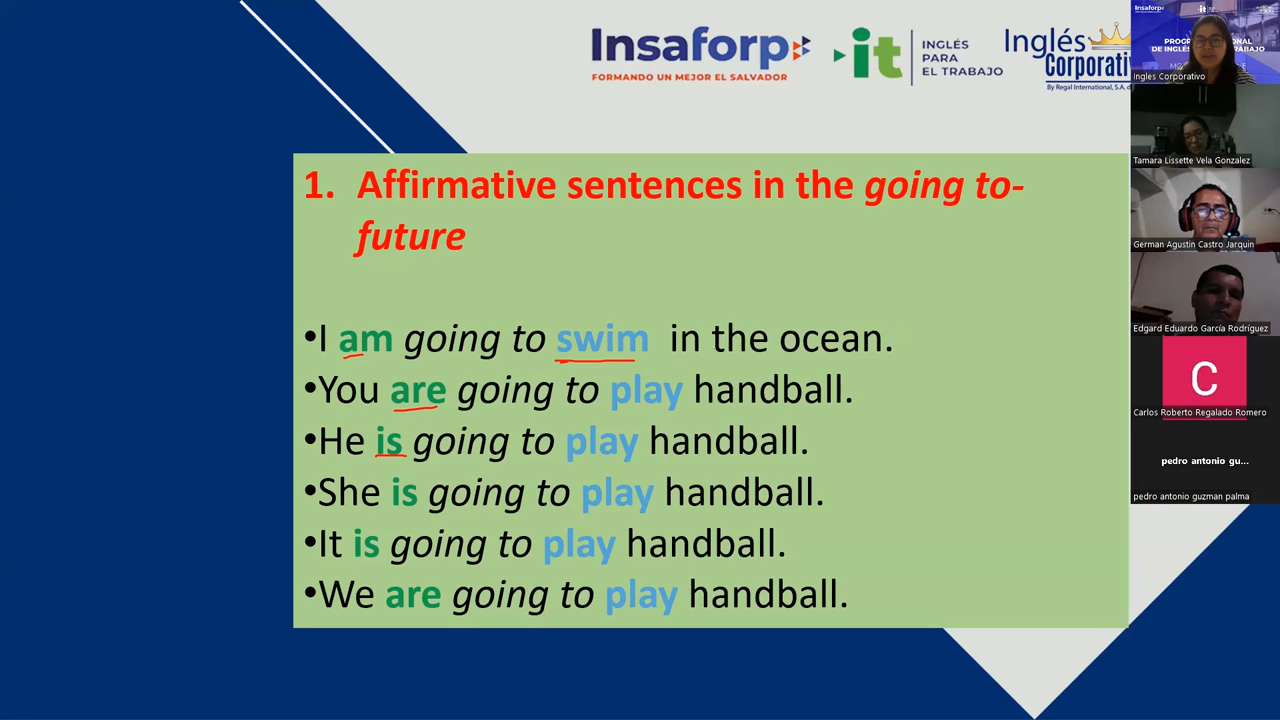 Insaforp
FORMANDO UN MEJOR EL SALVADOR
it
INGLÉS
PARA
EL TRABAJO
Inglés
By Regal International, S.A.
1. Affirmative sentences in the going to-
future
•I am going to swim in the ocean.
•You are going to play handball.
•He is going to play handball.
•She is going to play handball.
•It is going to play handball.
•We are going to play handball.
Insaforp
it
Ingles Corporativo
Tamara Lissette Vela Gonzalez
German Agustin Castro Jarquin
Edgard Eduardo García Rodríguez
C
Carlos Roberto Regalado Romero
pedro antonio gu...
pedro antonio guzman palma